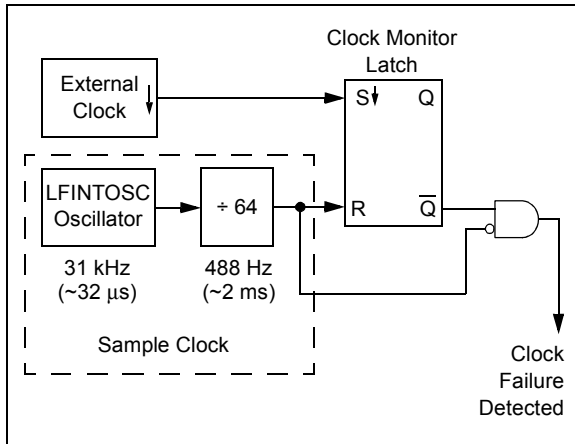 Clock Monitor
Latch
External
Clock
S
Q
LFINTOSC
Oscillator
÷ 64
R
Q̅
31 kHz
(~32 μs)
488 Hz
(~2 ms)
Sample Clock
Clock
Failure
Detected